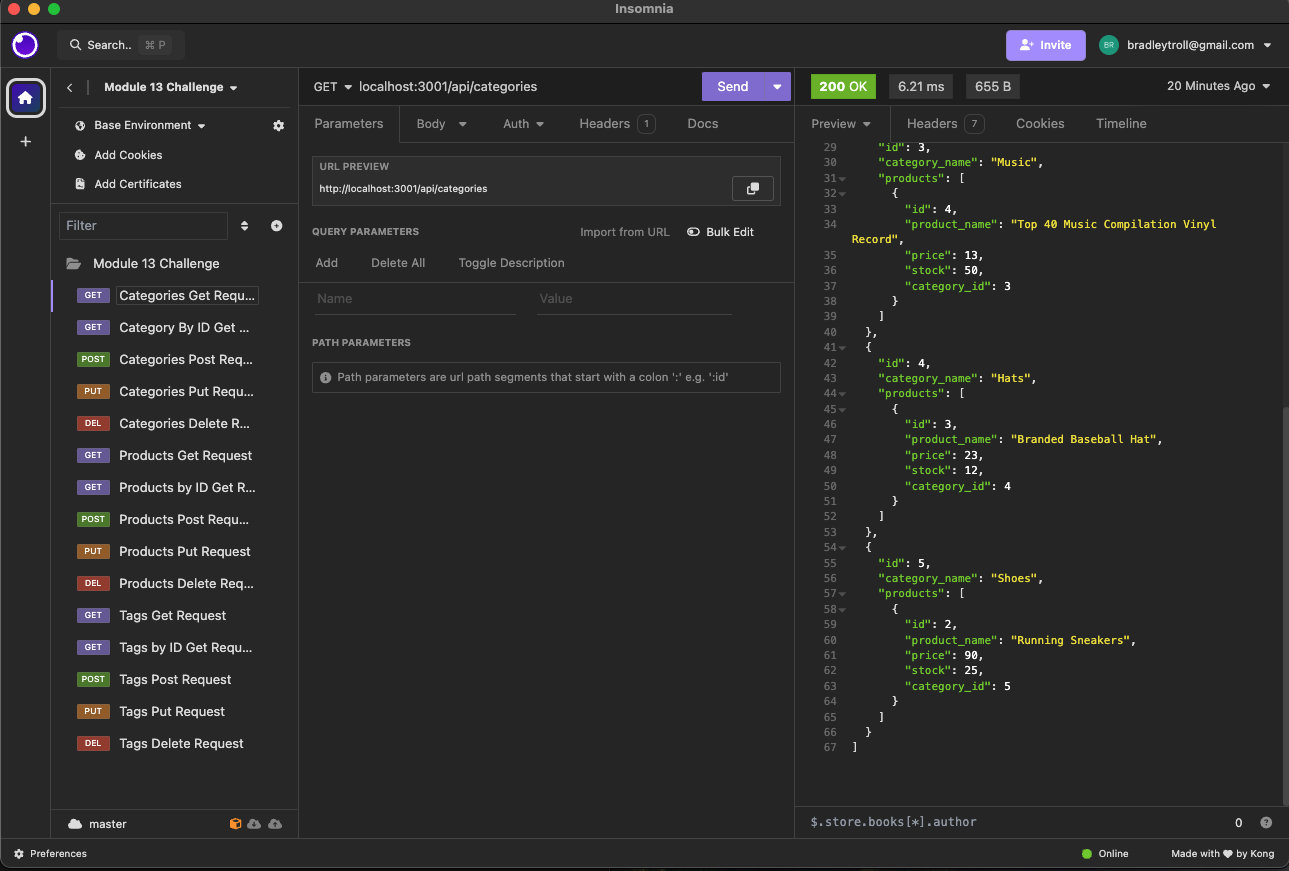 Insomnia
Search.. ⌘ P
Invite
BR
bradleytroll@gmail.com
Module 13 Challenge
Base Environment
Add Cookies
Add Certificates
Filter
Module 13 Challenge
GET Categories Get Requ...
GET Category By ID Get ...
POST Categories Post Req...
PUT Categories Put Requ...
DEL Categories Delete R...
GET Products Get Request
GET Products by ID Get R...
POST Products Post Requ...
PUT Products Put Request
DEL Products Delete Req...
GET Tags Get Request
GET Tags by ID Get Requ...
POST Tags Post Request
PUT Tags Put Request
DEL Tags Delete Request
master
GET localhost:3001/api/categories
Send
Parameters Body Auth Headers 1 Docs
URL PREVIEW
http://localhost:3001/api/categories
QUERY PARAMETERS Import from URL Bulk Edit
Add Delete All Toggle Description
Name Value
PATH PARAMETERS
Path parameters are url path segments that start with a colon ':' e.g. ':id'
200 OK 6.21 ms 655 B 20 Minutes Ago
Preview Headers 7 Cookies Timeline
29 "id": 3,
30 "category_name": "Music",
31 "products": [
32 {
33 "id": 4,
34 "product_name": "Top 40 Music Compilation Vinyl
Record",
35 "price": 13,
36 "stock": 50,
37 "category_id": 3
38 }
39 ]
40 },
41 {
42 "id": 4,
43 "category_name": "Hats",
44 "products": [
45 {
46 "id": 3,
47 "product_name": "Branded Baseball Hat",
48 "price": 23,
49 "stock": 12,
50 "category_id": 4
51 }
52 ]
53 },
54 {
55 "id": 5,
56 "category_name": "Shoes",
57 "products": [
58 {
59 "id": 2,
60 "product_name": "Running Sneakers",
61 "price": 90,
62 "stock": 25,
63 "category_id": 5
64 }
65 ]
66 }
67 ]
$.store.books[*].author 0
Preferences
Online
Made with ♥ by Kong